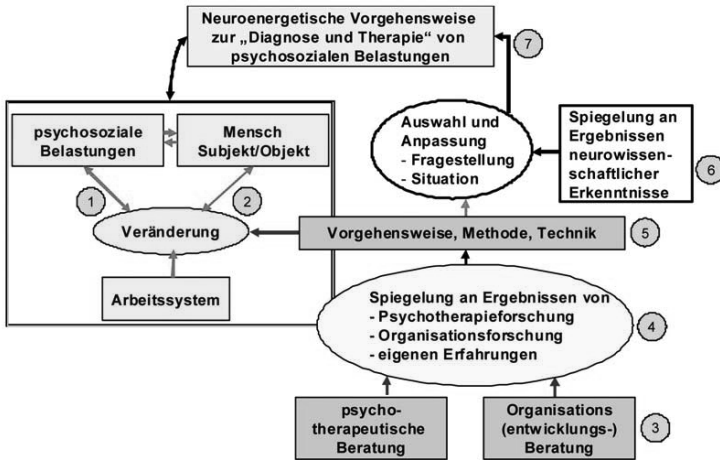 Neuroenergetische Vorgehensweise
zur „Diagnose und Therapie“ von
psychosozialen Belastungen
7
psychosoziale
Belastungen
Mensch
Subjekt/Objekt
1
2
Veränderung
Arbeitssystem
Auswahl und
Anpassung
- Fragestellung
- Situation
Spiegelung an
Ergebnissen
neurowissen-
schaftlicher
Erkenntnisse
6
Vorgehensweise, Methode, Technik
5
Spiegelung an Ergebnissen von
- Psychotherapieforschung
- Organisationsforschung
- eigenen Erfahrungen
4
psycho-
therapeutische
Beratung
Organisations
(entwicklungs-)
Beratung
3